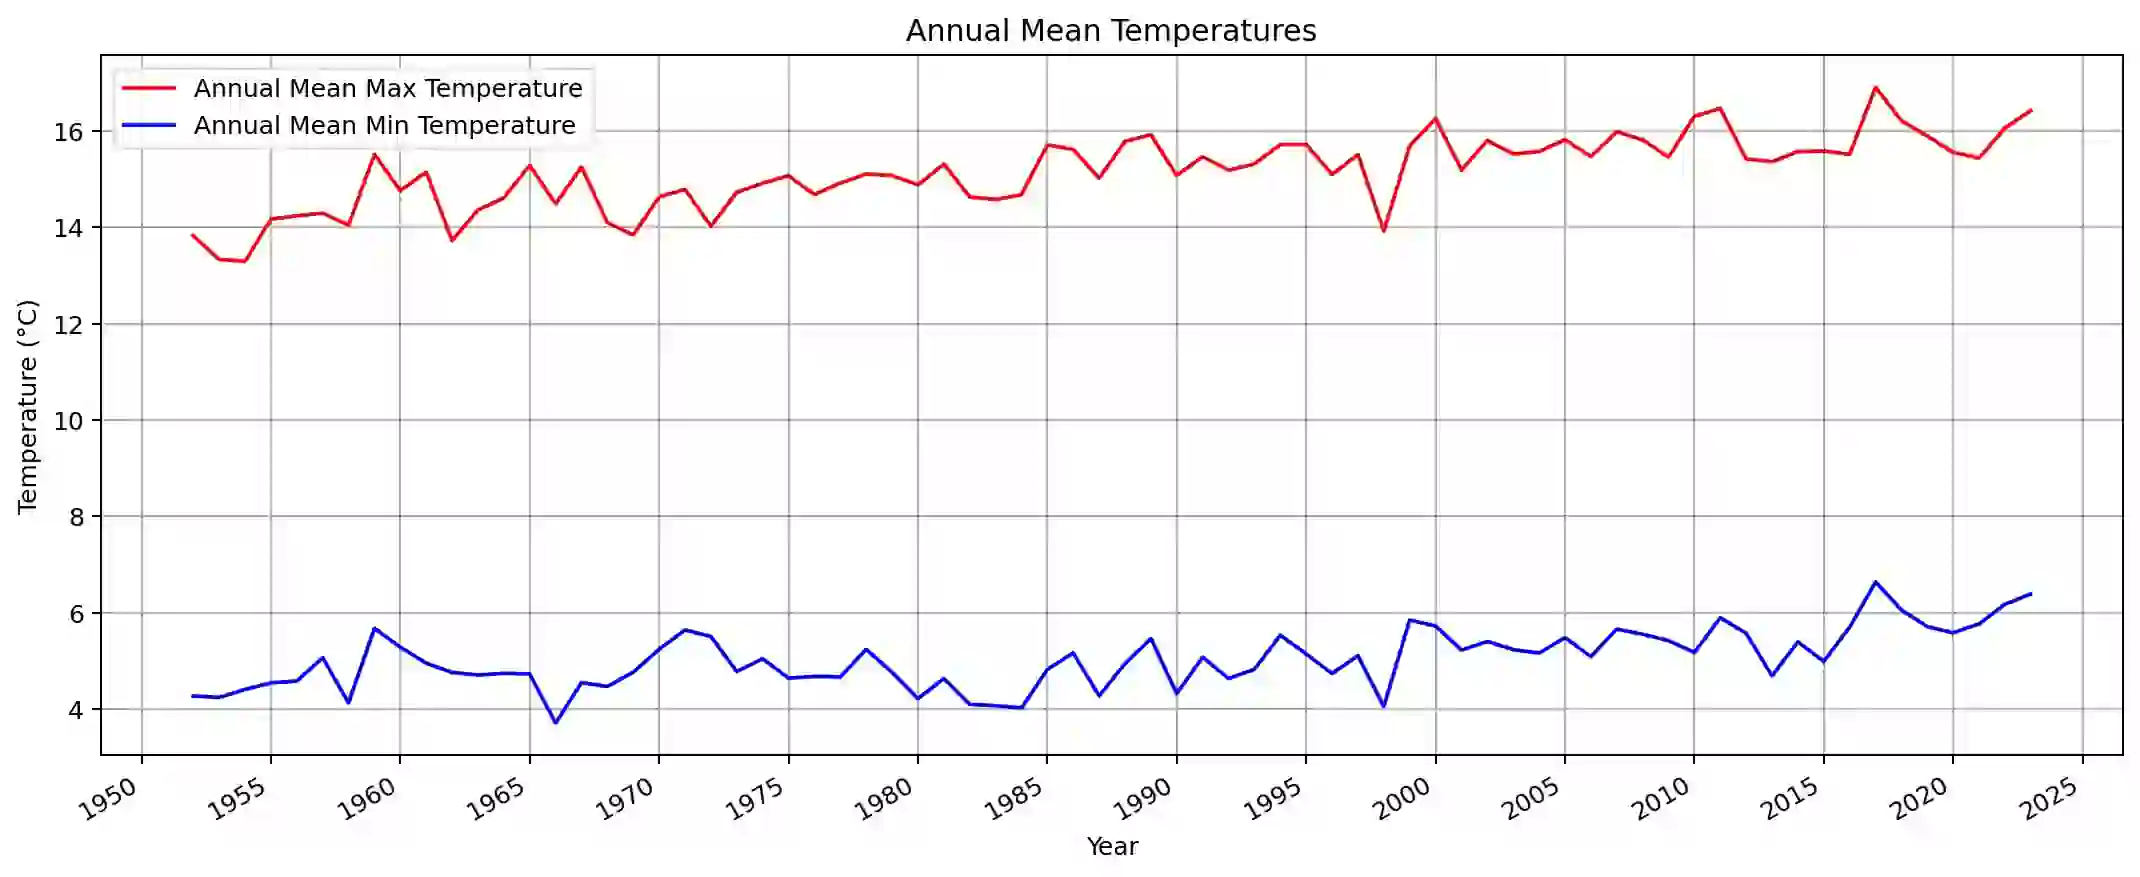 Annual Mean Temperatures
Annual Mean Max Temperature
Annual Mean Min Temperature
Temperature (°C)
16
14
12
10
8
6
4
1950 1955 1960 1965 1970 1975 1980 1985 1990 1995 2000 2005 2010 2015 2020 2025
Year